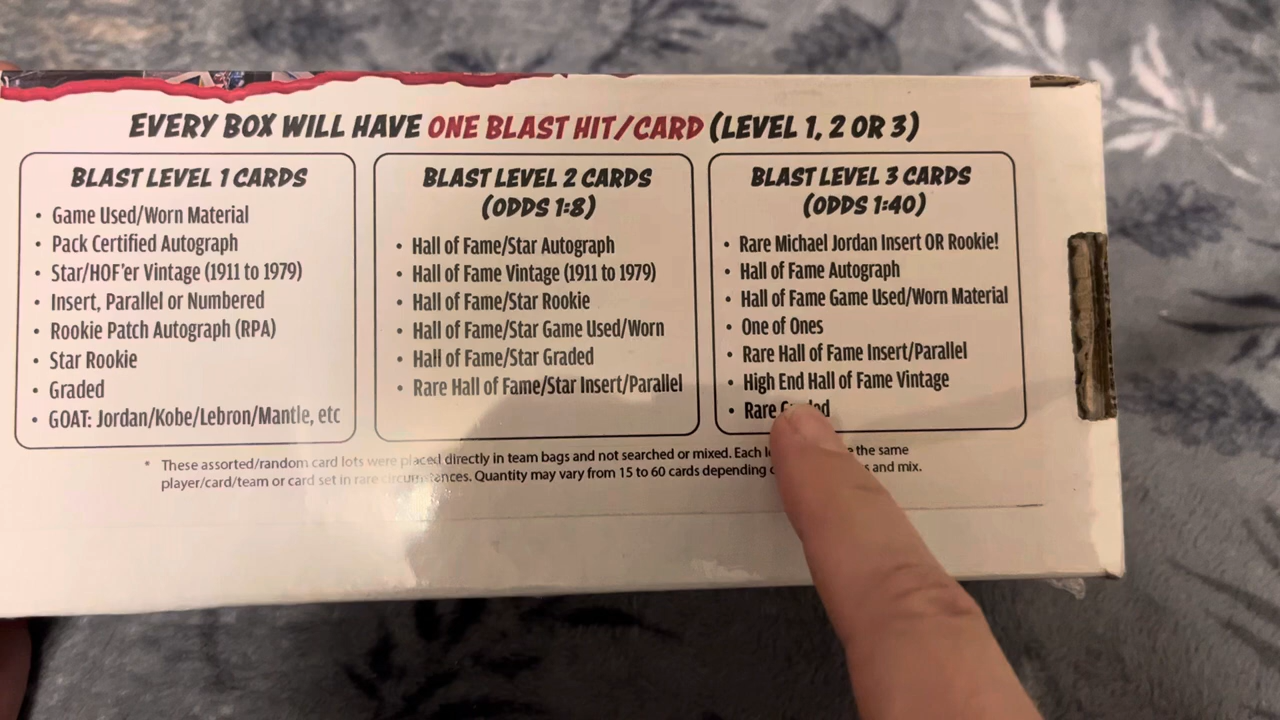 EVERY BOX WILL HAVE ONE BLAST HIT/CARD (LEVEL 1, 2 OR 3)
BLAST LEVEL 1 CARDS
• Game Used/Worn Material
• Pack Certified Autograph
• Star/HOF'er Vintage (1911 to 1979)
• Insert, Parallel or Numbered
• Rookie Patch Autograph (RPA)
• Star Rookie
• Graded
• GOAT: Jordan/Kobe/Lebron/Mantle, etc
BLAST LEVEL 2 CARDS
(ODDS 1:8)
• Hall of Fame/Star Autograph
• Hall of Fame Vintage (1911 to 1979)
• Hall of Fame/Star Rookie
• Hall of Fame/Star Game Used/Worn
• Hall of Fame/Star Graded
• Rare Hall of Fame/Star Insert/Parallel
BLAST LEVEL 3 CARDS
(ODDS 1:40)
• Rare Michael Jordan Insert OR Rookie!
• Hall of Fame Autograph
• Hall of Fame Game Used/Worn Material
• One of Ones
• Rare Hall of Fame Insert/Parallel
• High End Hall of Fame Vintage
• Rare
* These assorted/random card lots were placed directly in team bags and not searched or mixed. Each the same
player/card/team or card set in rare circumstances. Quantity may vary from 15 to 60 cards depending and mix.